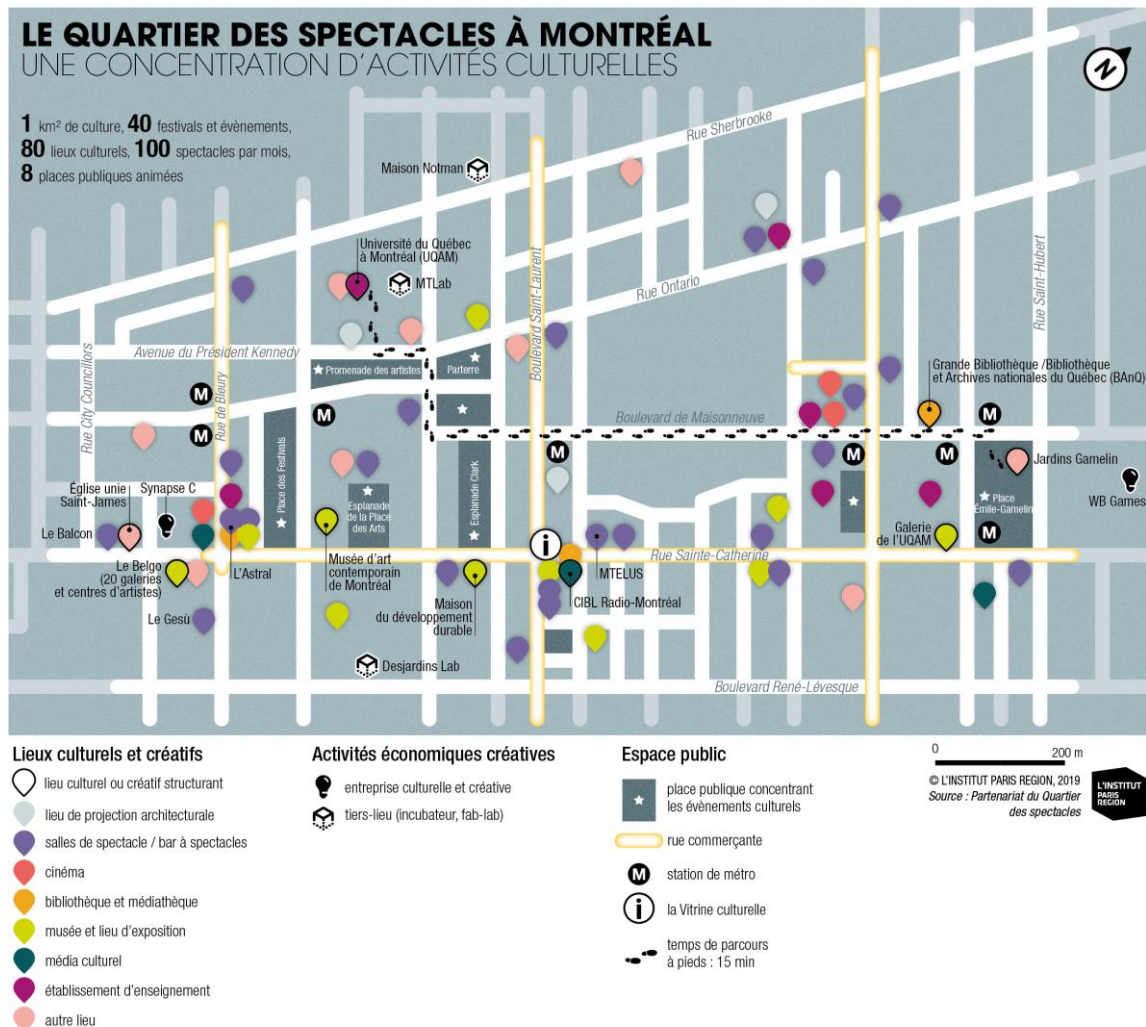 LE QUARTIER DES SPECTACLES À MONTRÉAL
UNE CONCENTRATION D'ACTIVITÉS CULTURELLES
N
1 km² de culture, 40 festivals et évènements,
80 lieux culturels, 100 spectacles par mois,
8 places publiques animées
Rue Sherbrooke
Maison Notman
Université du Québec
à Montréal (UQAM)
MTLab
Boulevard Saint-Laurent
Rue Ontario
Rue Saint-Hubert
Rue City Councillors
Avenue du Président Kennedy
Rue de Bleury
Promenade des artistes
Parterre
Grande Bibliothèque /Bibliothèque
et Archives nationales du Québec (BAnQ)
M
M
M
M
M
M
M
M
Boulevard de Maisonneuve
Jardins Gamelin
WB Games
Place des Festivals
Esplanade
de la Place
des Arts
Esplanade Clark
Place
Émile-Gamelin
Église unie
Saint-James
Synapse C
Le Balcon
i
Rue Sainte-Catherine
Galerie
de l'UQAM
Le Belgo
(20 galeries
et centres d'artistes)
L'Astral
Musée d'art
contemporain
de Montréal
Maison
du développement
durable
MTELUS
CIBL Radio-Montréal
Le Gesù
Desjardins Lab
Boulevard René-Lévesque
Lieux culturels et créatifs
lieu culturel ou créatif structurant
lieu de projection architecturale
salles de spectacle / bar à spectacles
cinéma
bibliothèque et médiathèque
musée et lieu d'exposition
média culturel
établissement d'enseignement
autre lieu
Activités économiques créatives
entreprise culturelle et créative
tiers-lieu (incubateur, fab-lab)
Espace public
place publique concentrant
les évènements culturels
rue commerçante
M
station de métro
i
la Vitrine culturelle
temps de parcours
à pieds : 15 min
0 200 m
© L'INSTITUT PARIS REGION, 2019
Source : Partenariat du Quartier
des spectacles
L'INSTITUT
PARIS
REGION